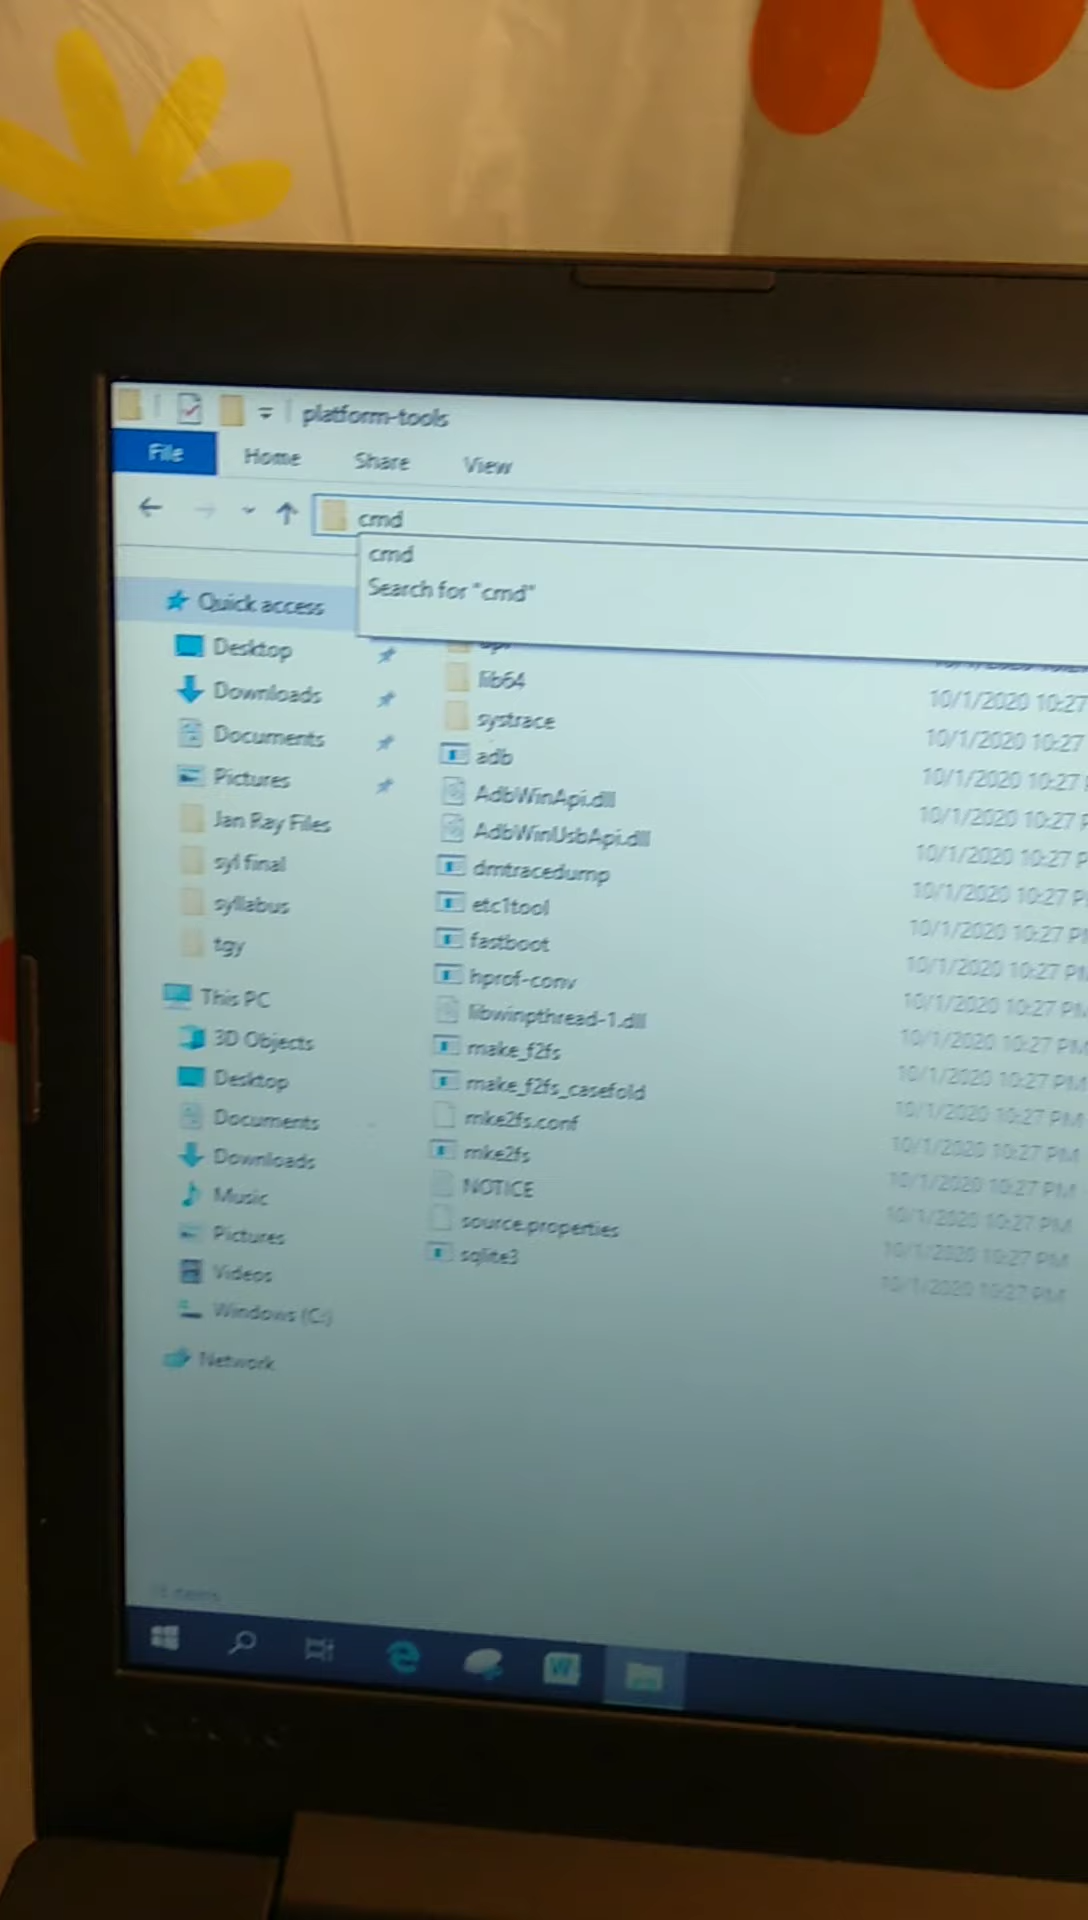 platform-tools
File Home Share View
cmd
cmd
Search for "cmd"
Quick access
Desktop
Downloads
Documents
Pictures
Jan Ray Files
syl final
syllabus
tgy
This PC
3D Objects
Desktop
Documents
Downloads
Music
Pictures
Videos
Windows (C:)
Network
lib64
systrace
adb
AdbWinApi.dll
AdbWinUsbApi.dll
dmtracedump
etc1tool
fastboot
hprof-conv
libwinpthread-1.dll
make_f2fs
make_f2fs_casefold
mke2fs.conf
mke2fs
NOTICE
source.properties
sqlite3
10/1/2020 10:27
10/1/2020 10:27
10/1/2020 10:27
10/1/2020 10:27 P
10/1/2020 10:27 P
10/1/2020 10:27 P
10/1/2020 10:27 PM
10/1/2020 10:27 PM
10/1/2020 10:27 PM
10/1/2020 10:27 PM
10/1/2020 10:27 PM
10/1/2020 10:27 PM
10/1/2020 10:27 PM
10/1/2020 10:27 PM
10/1/2020 10:27 PM
10/1/2020 10:27 PM
10/1/2020 10:27 PM
W